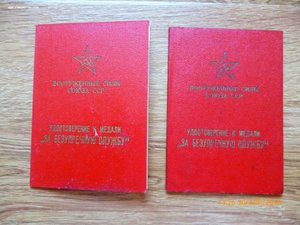 ВООРУЖЕННЫЕ СИЛЫ
СОЮЗА ССР
УДОСТОВЕРЕНИЕ К МЕДАЛИ
„ЗА БЕЗУПРЕЧНУЮ СЛУЖБУ"
ВООРУЖЕННЫЕ СИЛЫ
СОЮЗА ССР
УДОСТОВЕРЕНИЕ К МЕДАЛИ
„ЗА БЕЗУПРЕЧНУЮ СЛУЖБУ"